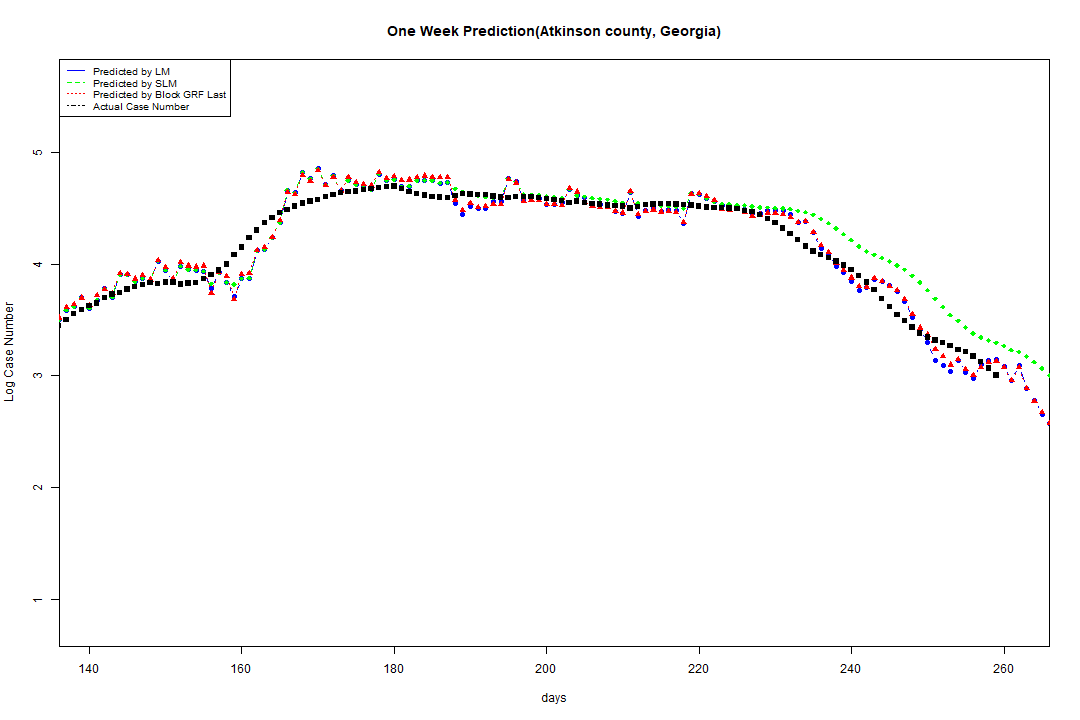 One Week Prediction(Atkinson county, Georgia)
Predicted by LM
Predicted by SLM
Predicted by Block GRF Last
Actual Case Number
5
4
3
2
1
Log Case Number
140 160 180 200 220 240 260
days